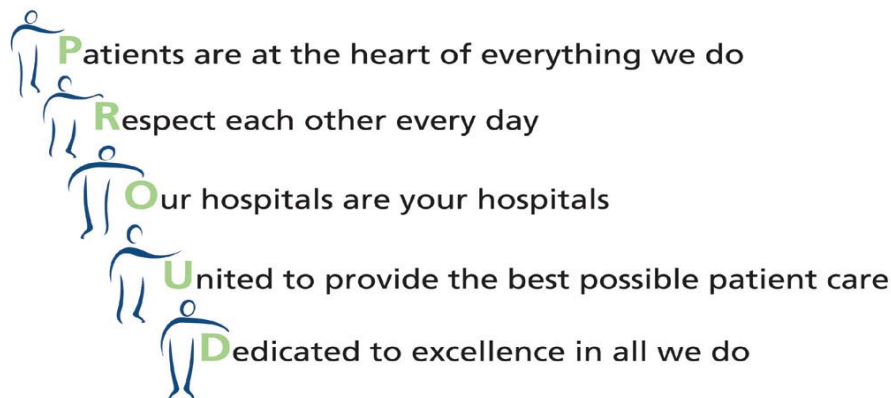 Patients are at the heart of everything we do
Respect each other every day
Our hospitals are your hospitals
United to provide the best possible patient care
Dedicated to excellence in all we do